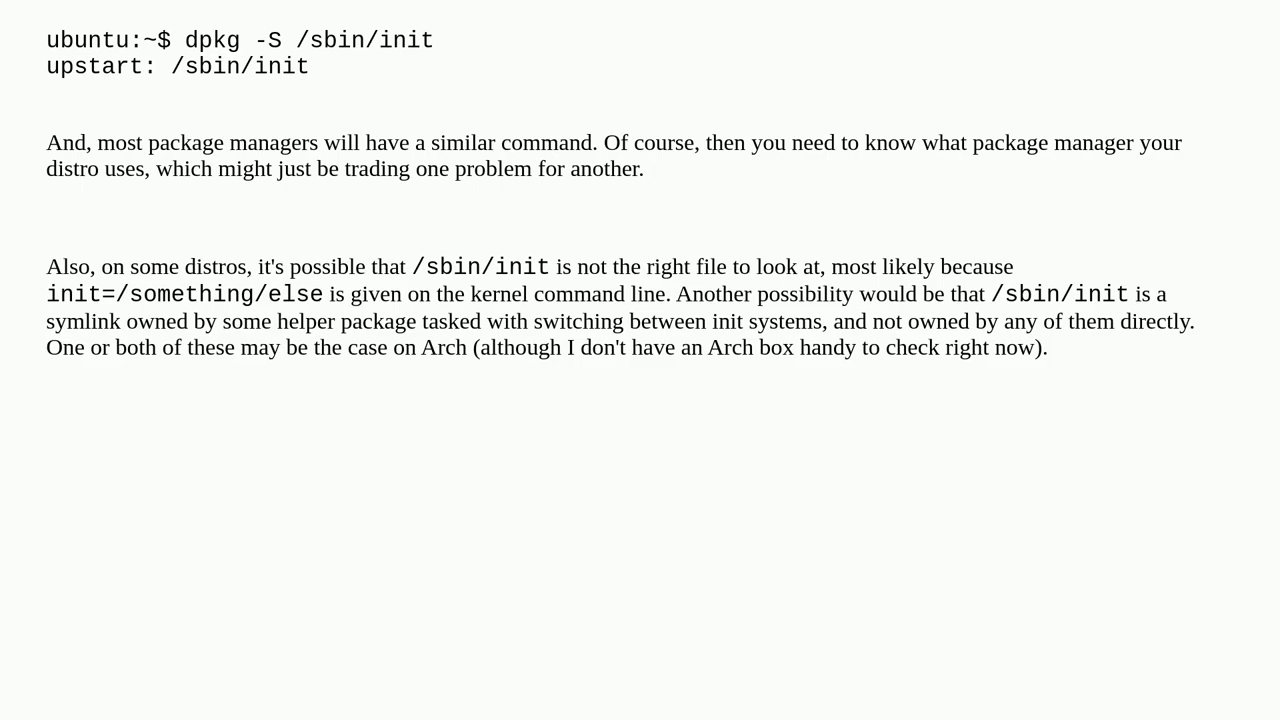 ubuntu:~$ dpkg -S /sbin/init
upstart: /sbin/init
And, most package managers will have a similar command. Of course, then you need to know what package manager your
distro uses, which might just be trading one problem for another.
Also, on some distros, it's possible that /sbin/init is not the right file to look at, most likely because
init=/something/else is given on the kernel command line. Another possibility would be that /sbin/init is a
symlink owned by some helper package tasked with switching between init systems, and not owned by any of them directly.
One or both of these may be the case on Arch (although I don't have an Arch box handy to check right now).